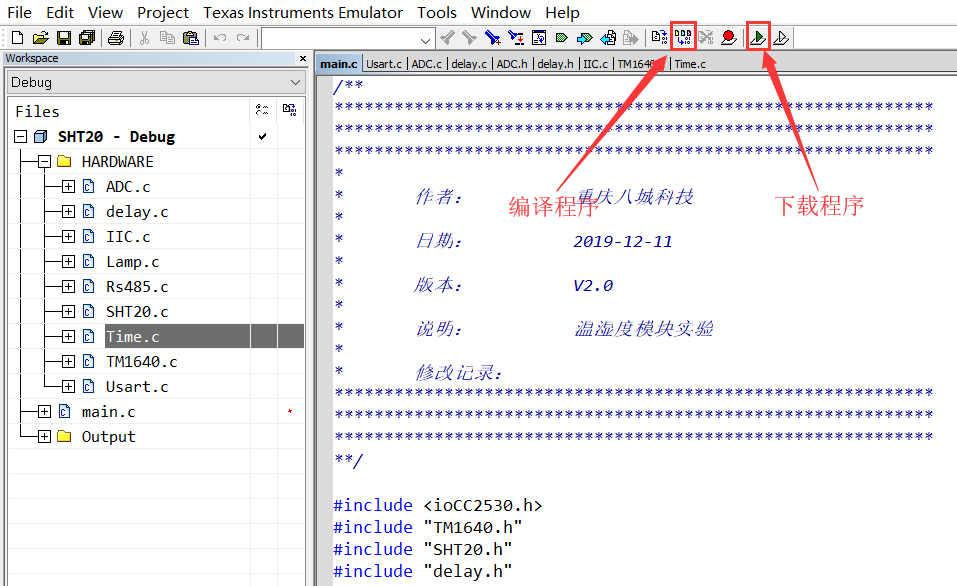 File Edit View Project Texas Instruments Emulator Tools Window Help
Workspace
Debug
Files
SHT20 - Debug
HARDWARE
ADC.c
delay.c
IIC.c
Lamp.c
Rs485.c
SHT20.c
Time.c
TM1640.c
Usart.c
main.c
Output
main.c Usart.c ADC.c delay.c ADC.h delay.h IIC.c TM1640 Time.c
/**
************************************************************
************************************************************
************************************************************
*
* 作者: 重庆八城科技
*
* 日期: 2019-12-11
*
* 版本: V2.0
*
* 说明: 温湿度模块实验
*
* 修改记录:
************************************************************
************************************************************
************************************************************
**/
#include <ioCC2530.h>
#include "TM1640.h"
#include "SHT20.h"
#include "delay.h"
编译程序
下载程序